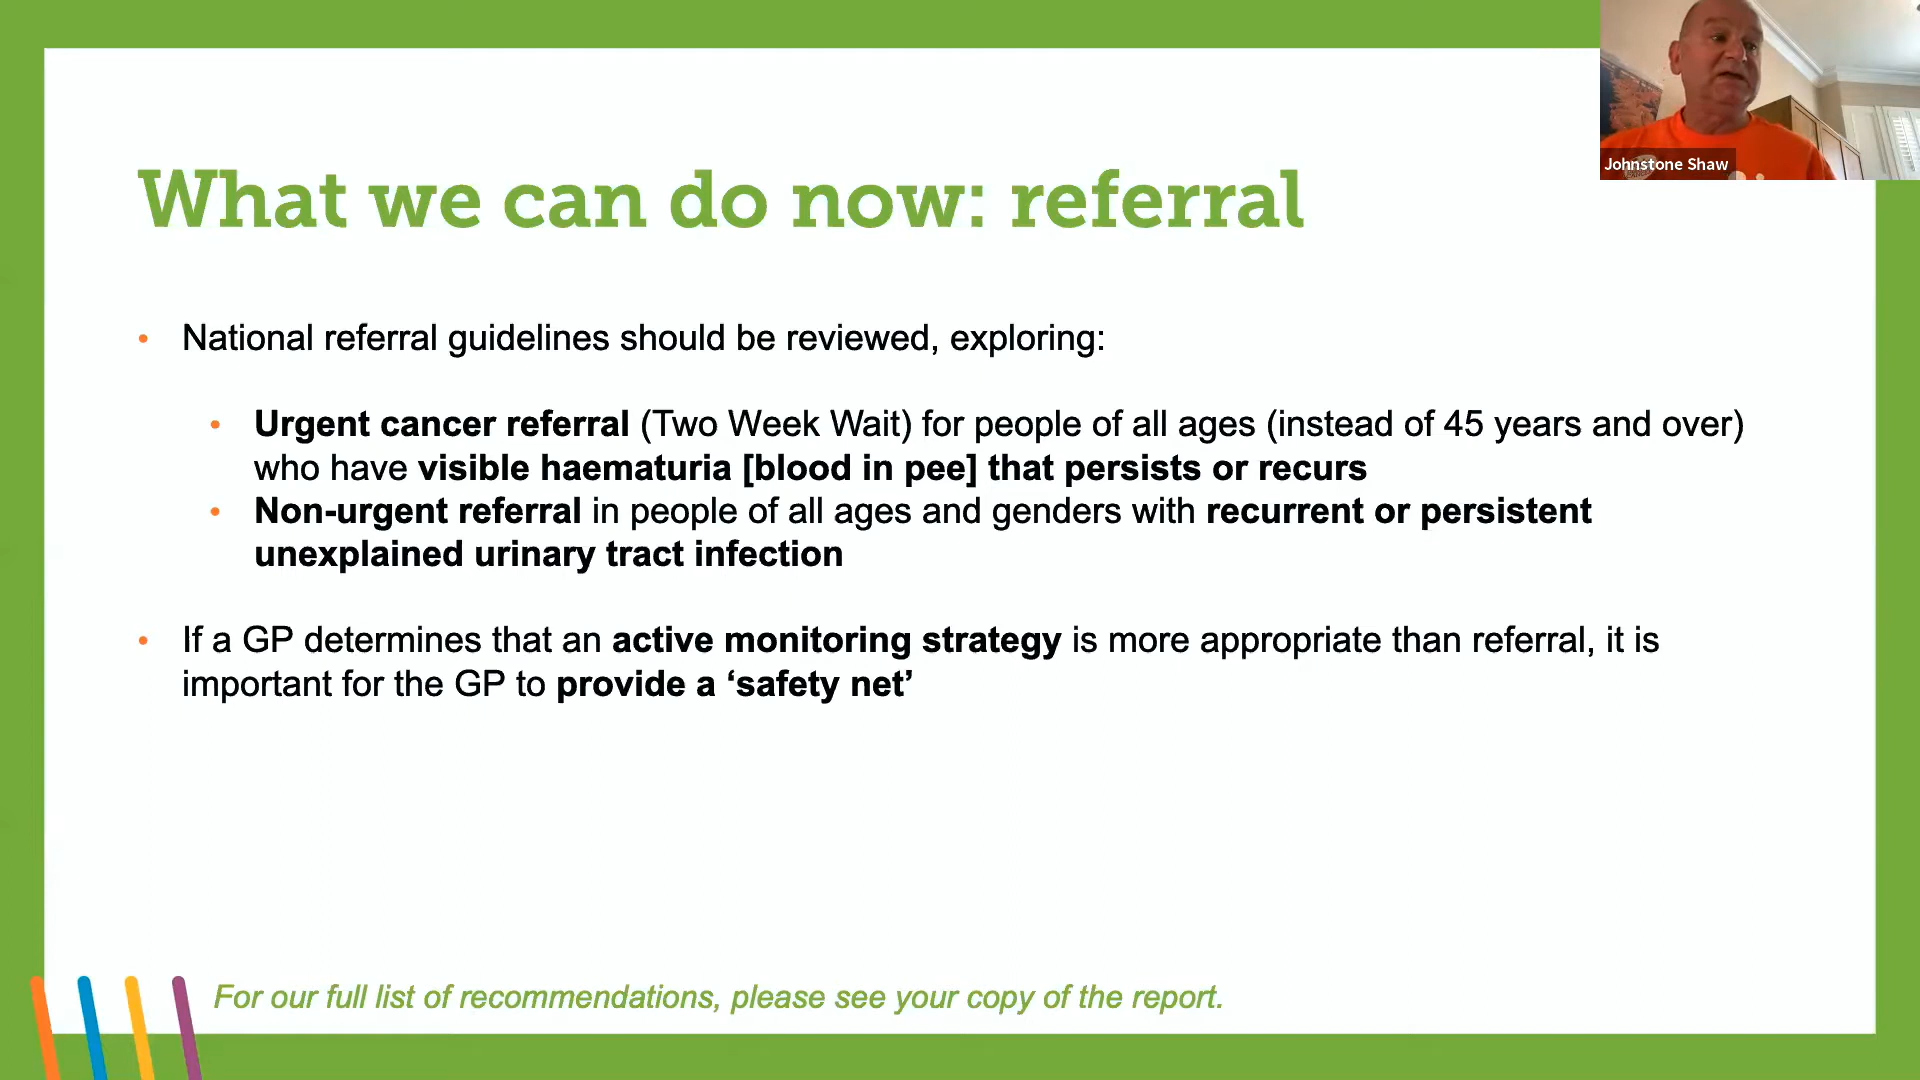 Johnstone Shaw
What we can do now: referral
• National referral guidelines should be reviewed, exploring:
• Urgent cancer referral (Two Week Wait) for people of all ages (instead of 45 years and over)
who have visible haematuria [blood in pee] that persists or recurs
• Non-urgent referral in people of all ages and genders with recurrent or persistent
unexplained urinary tract infection
• If a GP determines that an active monitoring strategy is more appropriate than referral, it is
important for the GP to provide a ‘safety net’
For our full list of recommendations, please see your copy of the report.